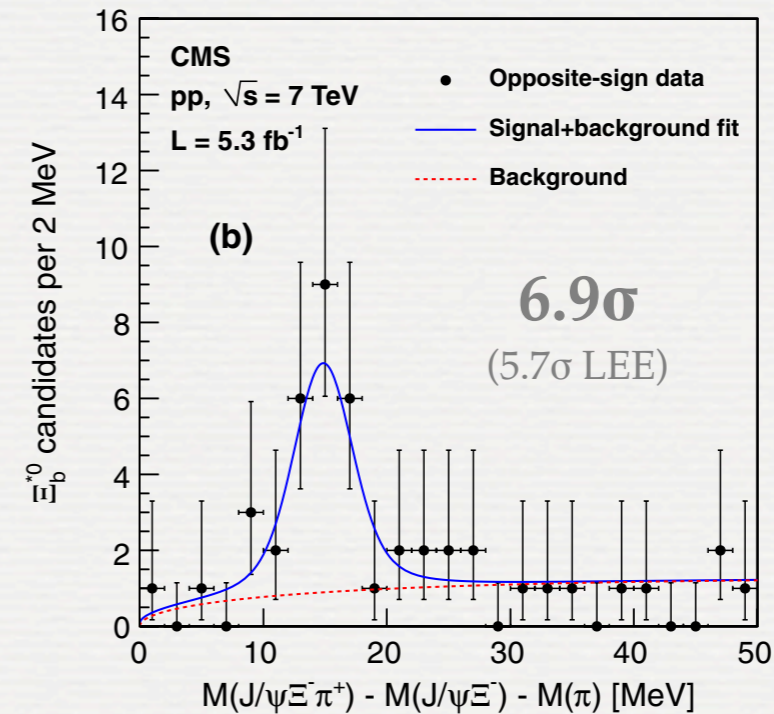 16
14
12
10
8
6
4
2
0
Ξ_b^{*0} candidates per 2 MeV
CMS
pp, √s = 7 TeV
L = 5.3 fb⁻¹
(b)
Opposite-sign data
Signal+background fit
Background
6.9σ
(5.7σ LEE)
0 10 20 30 40 50
M(J/ψΞ⁻π⁺) - M(J/ψΞ⁻) - M(π) [MeV]